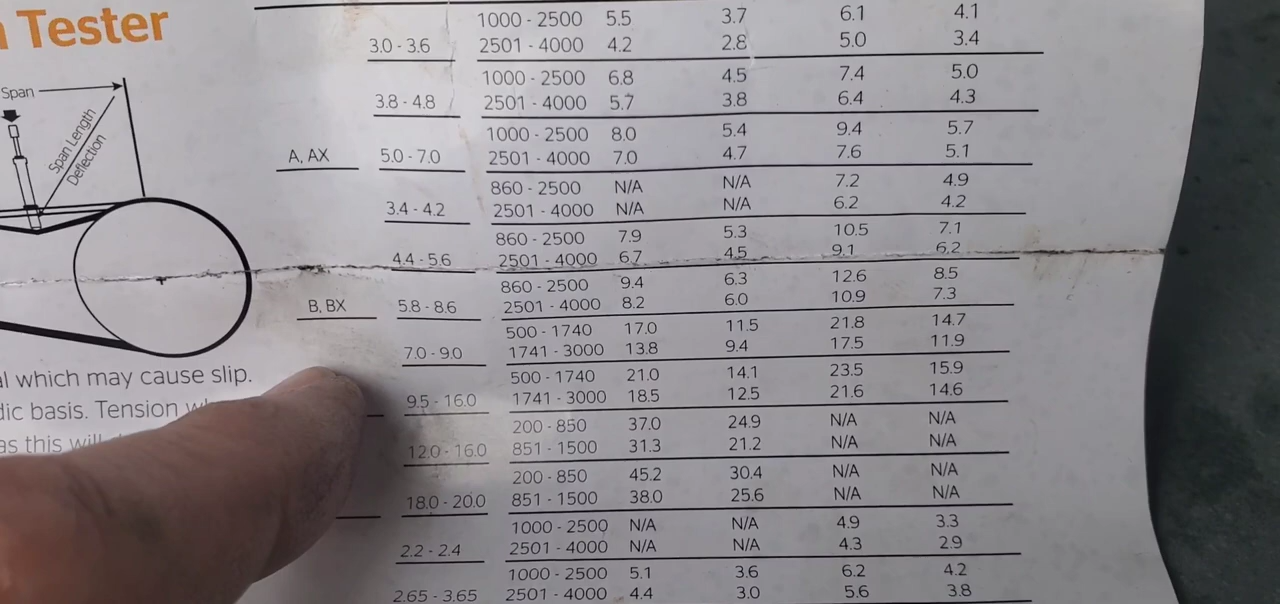 Tester
Span
Span Length
Deflection
which may cause slip.
basis. Tension
as this will
1000 - 2500 5.5 3.7 6.1 4.1
3.0 - 3.6 2501 - 4000 4.2 2.8 5.0 3.4
1000 - 2500 6.8 4.5 7.4 5.0
3.8 - 4.8 2501 - 4000 5.7 3.8 6.4 4.3
1000 - 2500 8.0 5.4 9.4 5.7
A, AX 5.0 - 7.0 2501 - 4000 7.0 4.7 7.6 5.1
860 - 2500 N/A N/A 7.2 4.9
3.4 - 4.2 2501 - 4000 N/A N/A 6.2 4.2
860 - 2500 7.9 5.3 10.5 7.1
4.4 - 5.6 2501 - 4000 6.7 4.5 9.1 6.2
860 - 2500 9.4 6.3 12.6 8.5
B, BX 5.8 - 8.6 2501 - 4000 8.2 6.0 10.9 7.3
500 - 1740 17.0 11.5 21.8 14.7
7.0 - 9.0 1741 - 3000 13.8 9.4 17.5 11.9
500 - 1740 21.0 14.1 23.5 15.9
9.5 - 16.0 1741 - 3000 18.5 12.5 21.6 14.6
200 - 850 37.0 24.9 N/A N/A
12.0 - 16.0 851 - 1500 31.3 21.2 N/A N/A
200 - 850 45.2 30.4 N/A N/A
18.0 - 20.0 851 - 1500 38.0 25.6 N/A N/A
1000 - 2500 N/A N/A 4.9 3.3
2.2 - 2.4 2501 - 4000 N/A N/A 4.3 2.9
1000 - 2500 5.1 3.6 6.2 4.2
2.65 - 3.65 2501 - 4000 4.4 3.0 5.6 3.8